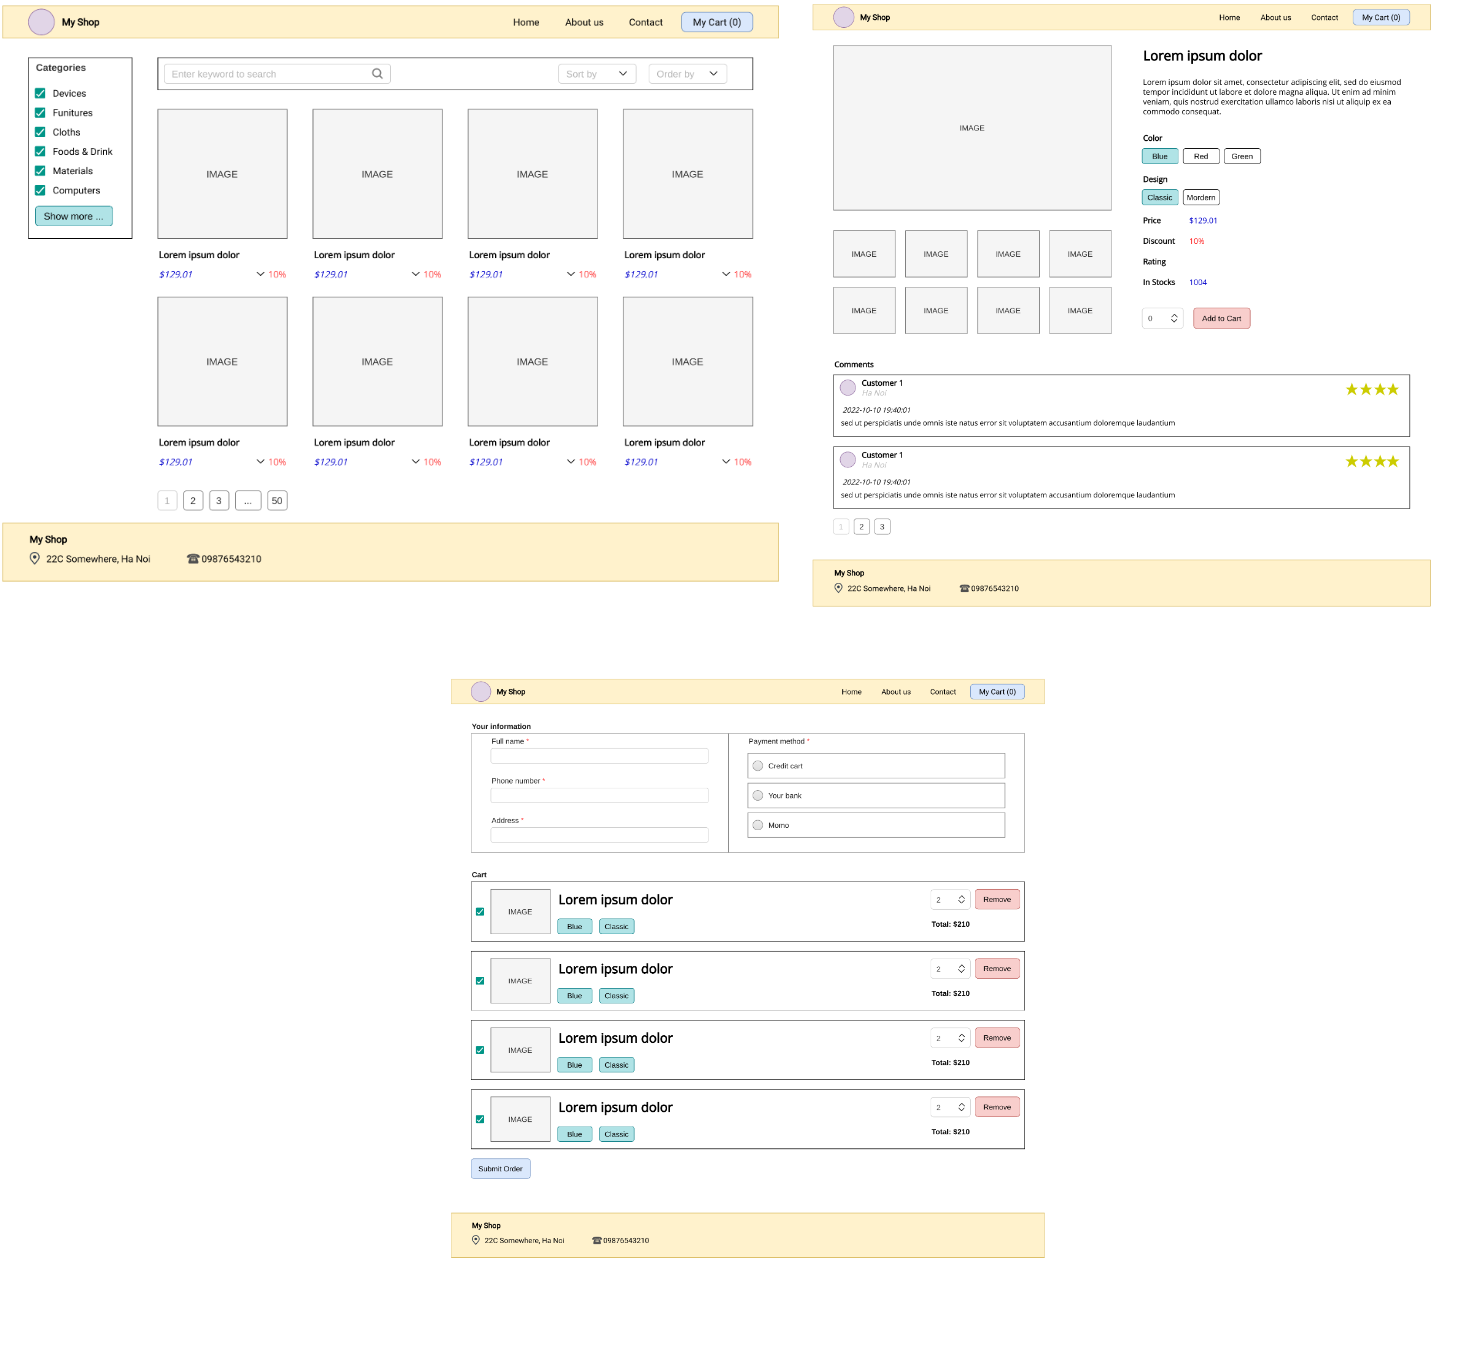 My Shop Home About us Contact My Cart (0)
Categories
Devices
Funitures
Cloths
Foods & Drink
Materials
Computers
Show more ...
Enter keyword to search Sort by Order by
IMAGE IMAGE IMAGE IMAGE
Lorem ipsum dolor Lorem ipsum dolor Lorem ipsum dolor Lorem ipsum dolor
$129.01 10% $129.01 10% $129.01 10% $129.01 10%
IMAGE IMAGE IMAGE IMAGE
Lorem ipsum dolor Lorem ipsum dolor Lorem ipsum dolor Lorem ipsum dolor
$129.01 10% $129.01 10% $129.01 10% $129.01 10%
1 2 3 ... 50
My Shop
22C Somewhere, Ha Noi 09876543210
My Shop Home About us Contact My Cart (0)
IMAGE
IMAGE IMAGE IMAGE IMAGE
IMAGE IMAGE IMAGE IMAGE
Lorem ipsum dolor
Lorem ipsum dolor sit amet, consectetur adipiscing elit, sed do eiusmod
tempor incididunt ut labore et dolore magna aliqua. Ut enim ad minim
veniam, quis nostrud exercitation ullamco laboris nisi ut aliquip ex ea
commodo consequat.
Color
Blue Red Green
Design
Classic Mordern
Price $129.01
Discount 10%
Rating
In Stocks 1004
0 Add to Cart
Comments
Customer 1
Ha Noi
2022-10-10 19:40:01
sed ut perspiciatis unde omnis iste natus error sit voluptatem accusantium doloremque laudantium
Customer 1
Ha Noi
2022-10-10 19:40:01
sed ut perspiciatis unde omnis iste natus error sit voluptatem accusantium doloremque laudantium
1 2 3
My Shop
22C Somewhere, Ha Noi 09876543210
My Shop Home About us Contact My Cart (0)
Your information
Full name *
Phone number *
Address *
Payment method *
Credit cart
Your bank
Momo
Cart
IMAGE Lorem ipsum dolor 2 Remove
Blue Classic Total: $210
IMAGE Lorem ipsum dolor 2 Remove
Blue Classic Total: $210
IMAGE Lorem ipsum dolor 2 Remove
Blue Classic Total: $210
IMAGE Lorem ipsum dolor 2 Remove
Blue Classic Total: $210
Submit Order
My Shop
22C Somewhere, Ha Noi 09876543210